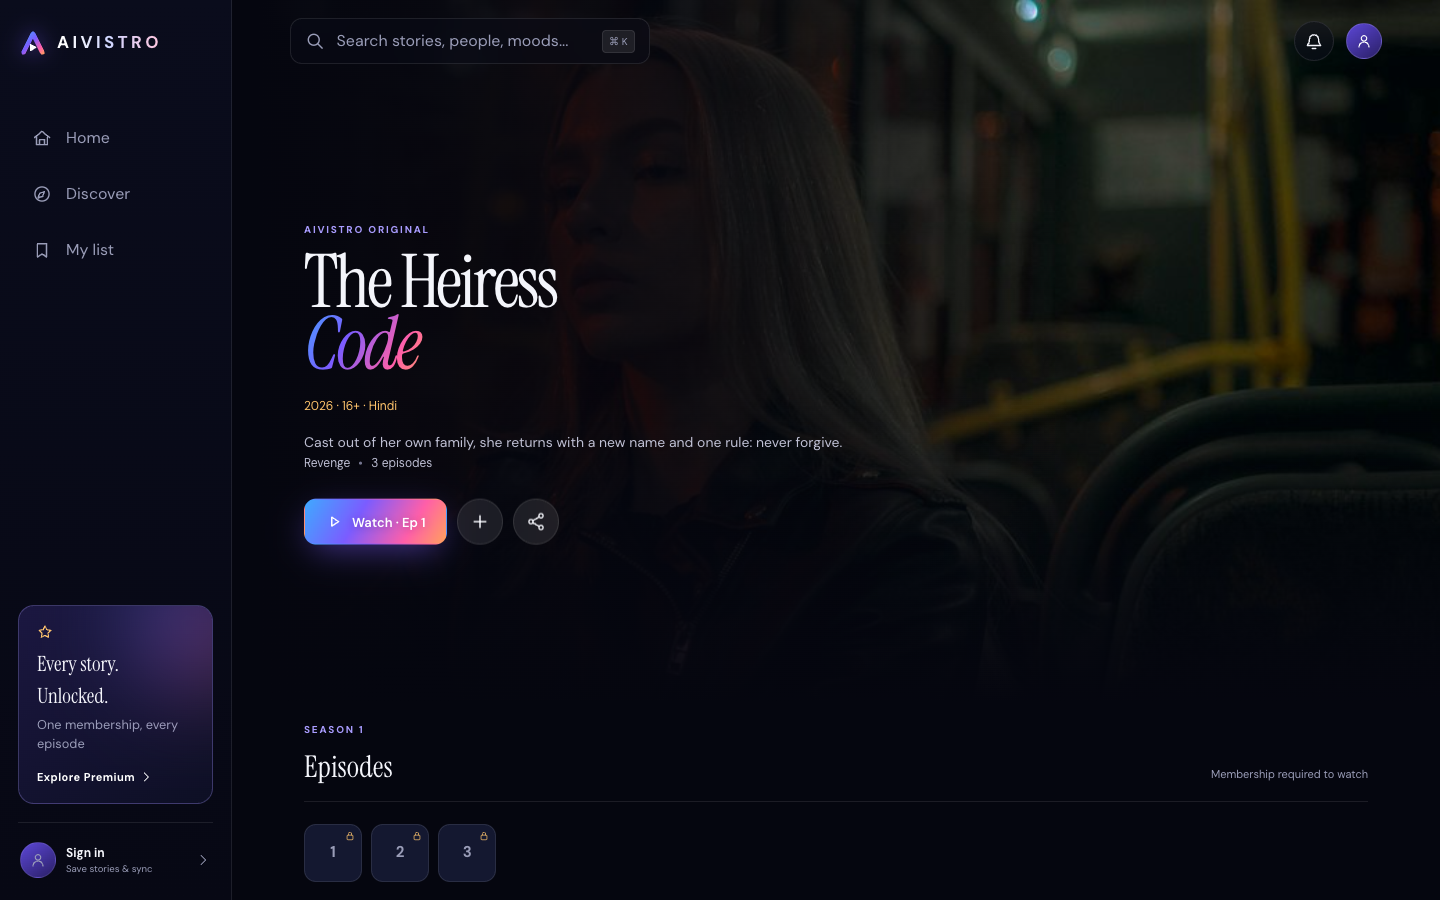 AIVISTRO
Search stories, people, moods...
⌘ K
Home
Discover
My list
AIVISTRO ORIGINAL
The Heiress
Code
2026 · 16+ · Hindi
Cast out of her own family, she returns with a new name and one rule: never forgive.
Revenge • 3 episodes
Watch · Ep 1
Every story.
Unlocked.
One membership, every
episode
Explore Premium
Sign in
Save stories & sync
SEASON 1
Episodes
Membership required to watch
1 2 3